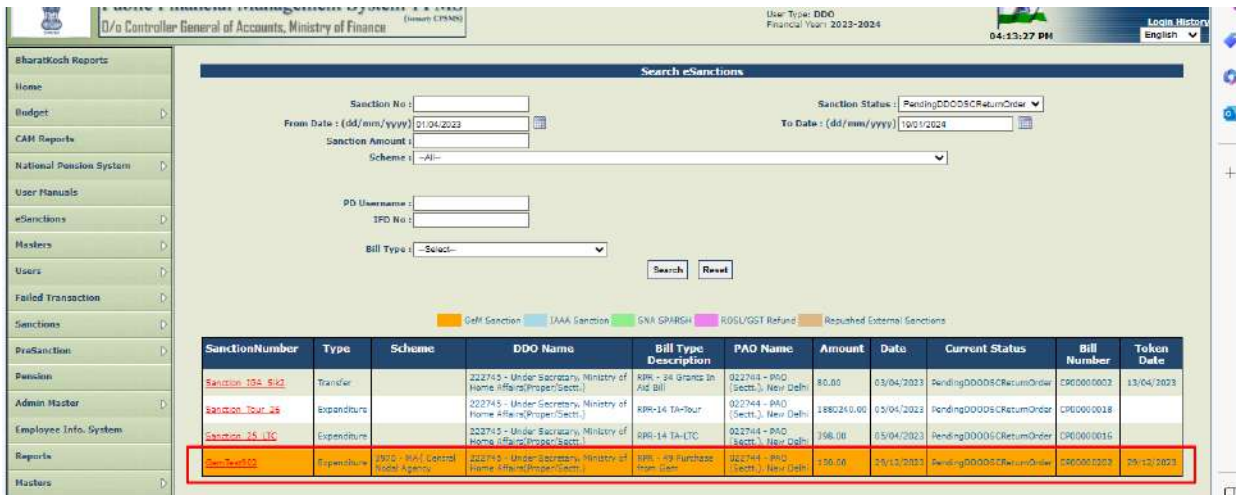 Public Financial Management System-PFMS
(formerly CPSMS)
O/o Controller General of Accounts, Ministry of Finance
User Type: DDO
Financial Year: 2023-2024
04:13:27 PM
Login History
English
BharatKosh Reports
Home
Budget
CAM Reports
National Pension System
User Manuals
eSanctions
Masters
Users
Failed Transaction
Sanctions
PreSanction
Pension
Admin Master
Employee Info. System
Reports
Masters
Search eSanctions
Sanction No :
Sanction Status : PendingDDODSCReturnOrder
From Date : (dd/mm/yyyy) 01/04/2023
To Date : (dd/mm/yyyy) 19/01/2024
Sanction Amount :
Scheme : --All--
PD Username :
IFD No :
Bill Type : --Select--
Search Reset
GeM Sanction IAAA Sanction SNA SPARSH ROSL/GST Refund Repushed External Sanctions
SanctionNumber Type Scheme DDO Name Bill Type Description PAO Name Amount Date Current Status Bill Number Token Date
Transfer 222745 - Under Secretary, Ministry of Home Affairs(Proper/Sectt.) RPR - 34 Grants In Aid Bill 022744 - PAO (Sectt.), New Delhi 80.00 03/04/2023 PendingDDODSCReturnOrder CP00000002 13/04/2023
Sanction_Tour_26 Expenditure 222745 - Under Secretary, Ministry of Home Affairs(Proper/Sectt.) RPR-14 TA-Tour 022744 - PAO (Sectt.), New Delhi 1880240.00 05/04/2023 PendingDDODSCReturnOrder CP00000018
Sanction_25_LTC Expenditure 222745 - Under Secretary, Ministry of Home Affairs(Proper/Sectt.) RPR-14 TA-LTC 022744 - PAO (Sectt.), New Delhi 398.00 05/04/2023 PendingDDODSCReturnOrder CP00000016
GemTest502 Expenditure Central Nodal Agency 222745 - Under Secretary, Ministry of Home Affairs(Proper/Sectt.) RPR - 49 Purchase from Gem 022744 - PAO (Sectt.), New Delhi 100.00 29/12/2023 PendingDDODSCReturnOrder CP00000202 29/12/2023